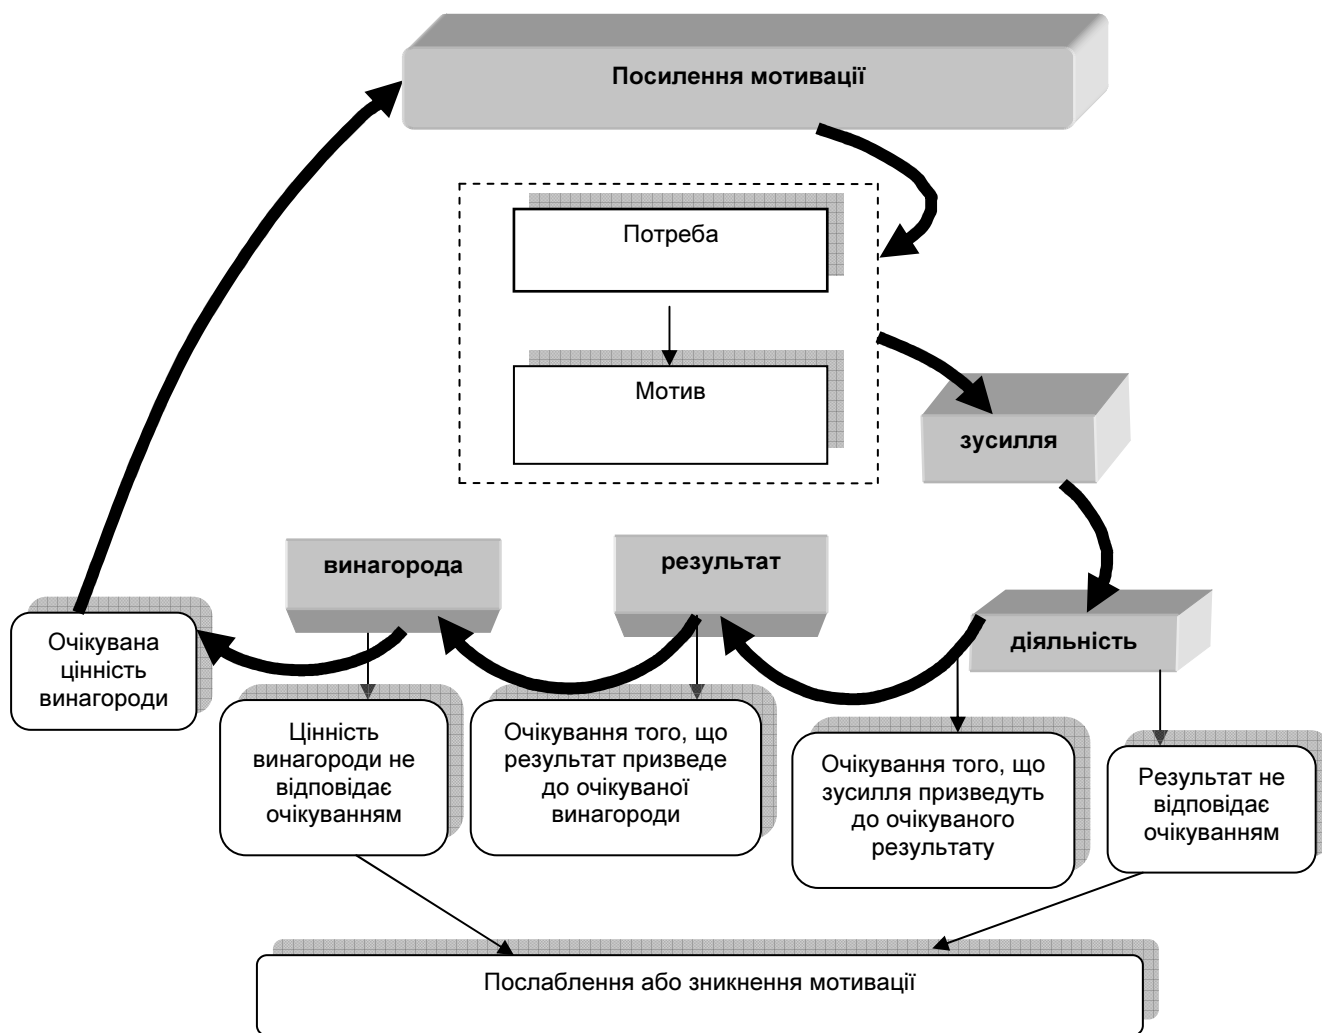 Посилення мотивації
Потреба
Мотив
зусилля
винагорода
результат
діяльність
Очікувана
цінність
винагороди
Цінність
винагороди не
відповідає
очікуванням
Очікування того, що
результат призведе
до очікуваної
винагороди
Очікування того, що
зусилля призведуть
до очікуваного
результату
Результат не
відповідає
очікуванням
Послаблення або зникнення мотивації